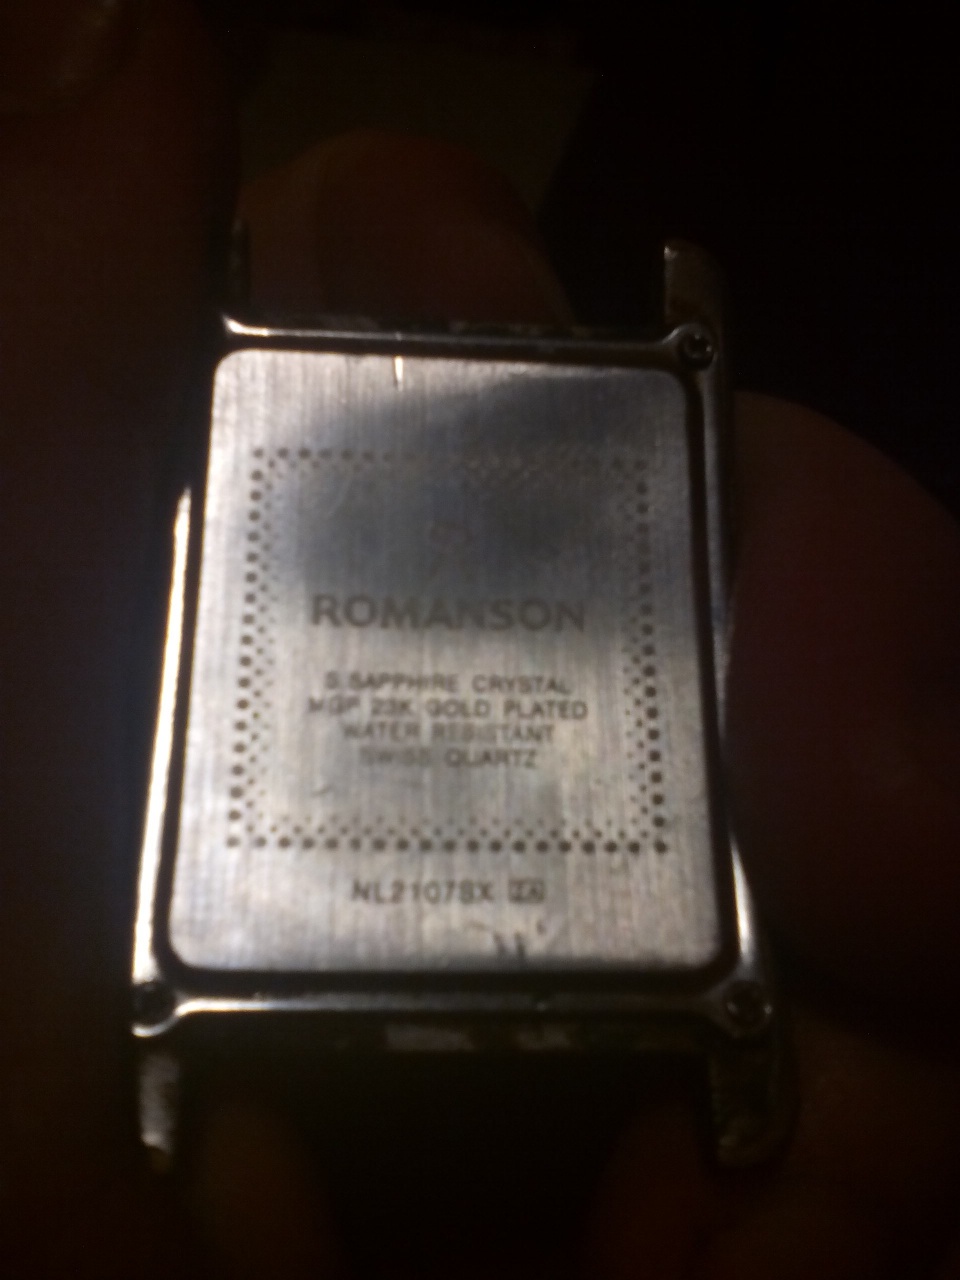 ROMANSON
S.SAPPHIRE CRYSTAL
MGP 23K GOLD PLATED
WATER RESISTANT
SWISS QUARTZ
NL2107SX